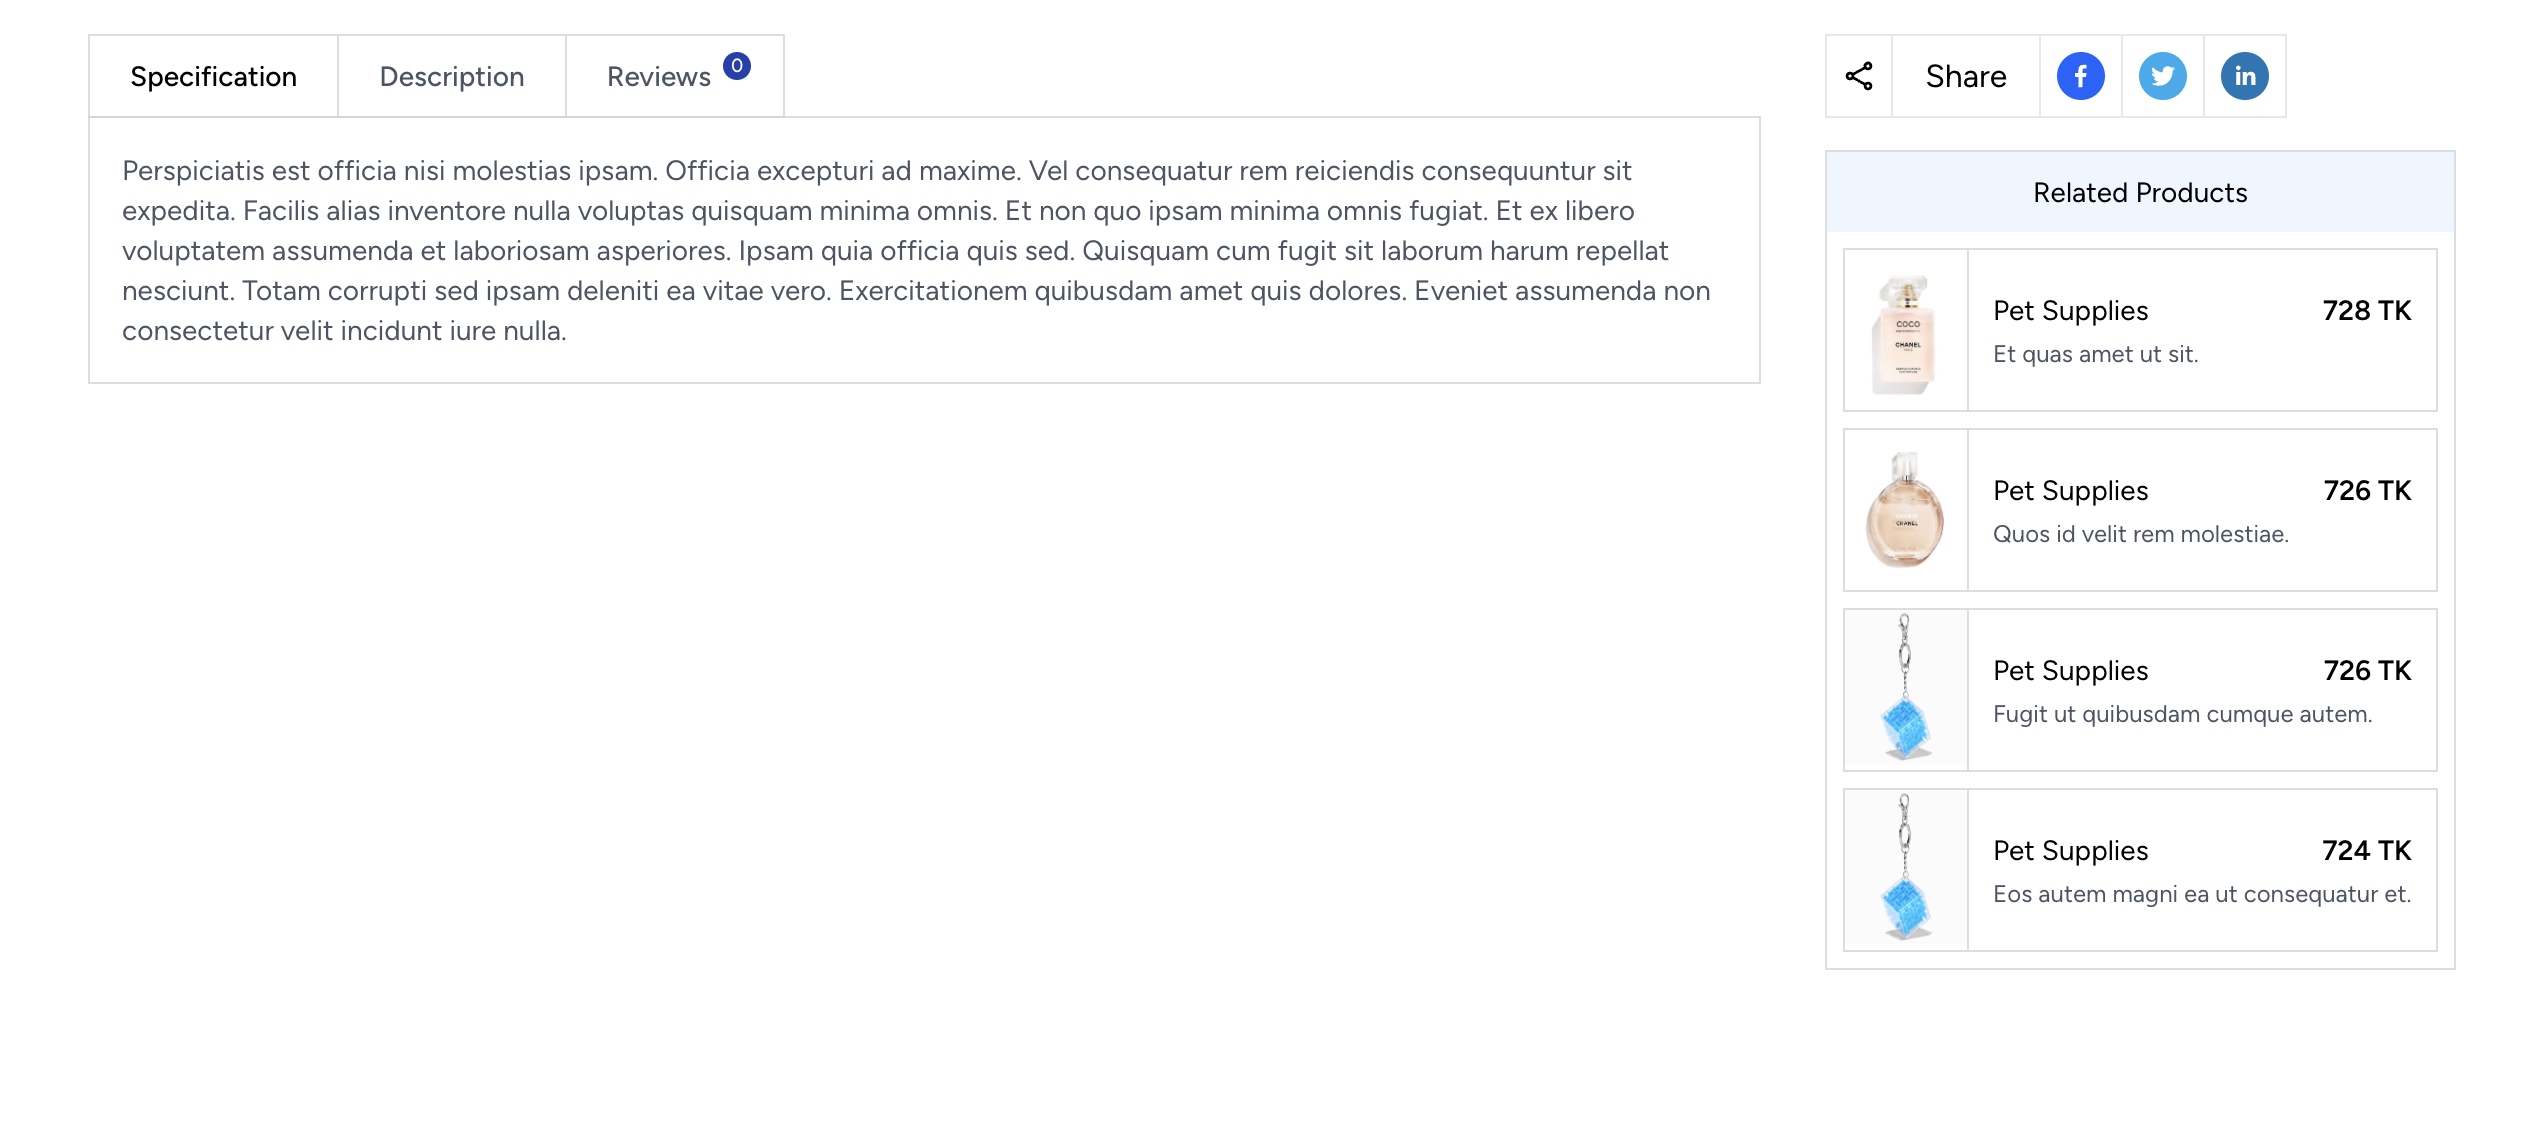 Specification
Description
Reviews 0
Perspiciatis est officia nisi molestias ipsam. Officia excepturi ad maxime. Vel consequatur rem reiciendis consequuntur sit
expedita. Facilis alias inventore nulla voluptas quisquam minima omnis. Et non quo ipsam minima omnis fugiat. Et ex libero
voluptatem assumenda et laboriosam asperiores. Ipsam quia officia quis sed. Quisquam cum fugit sit laborum harum repellat
nesciunt. Totam corrupti sed ipsam deleniti ea vitae vero. Exercitationem quibusdam amet quis dolores. Eveniet assumenda non
consectetur velit incidunt iure nulla.
Share
f
in
Related Products
COCO
CHANEL
Pet Supplies 728 TK
Et quas amet ut sit.
CHANEL
Pet Supplies 726 TK
Quos id velit rem molestiae.
Pet Supplies 726 TK
Fugit ut quibusdam cumque autem.
Pet Supplies 724 TK
Eos autem magni ea ut consequatur et.